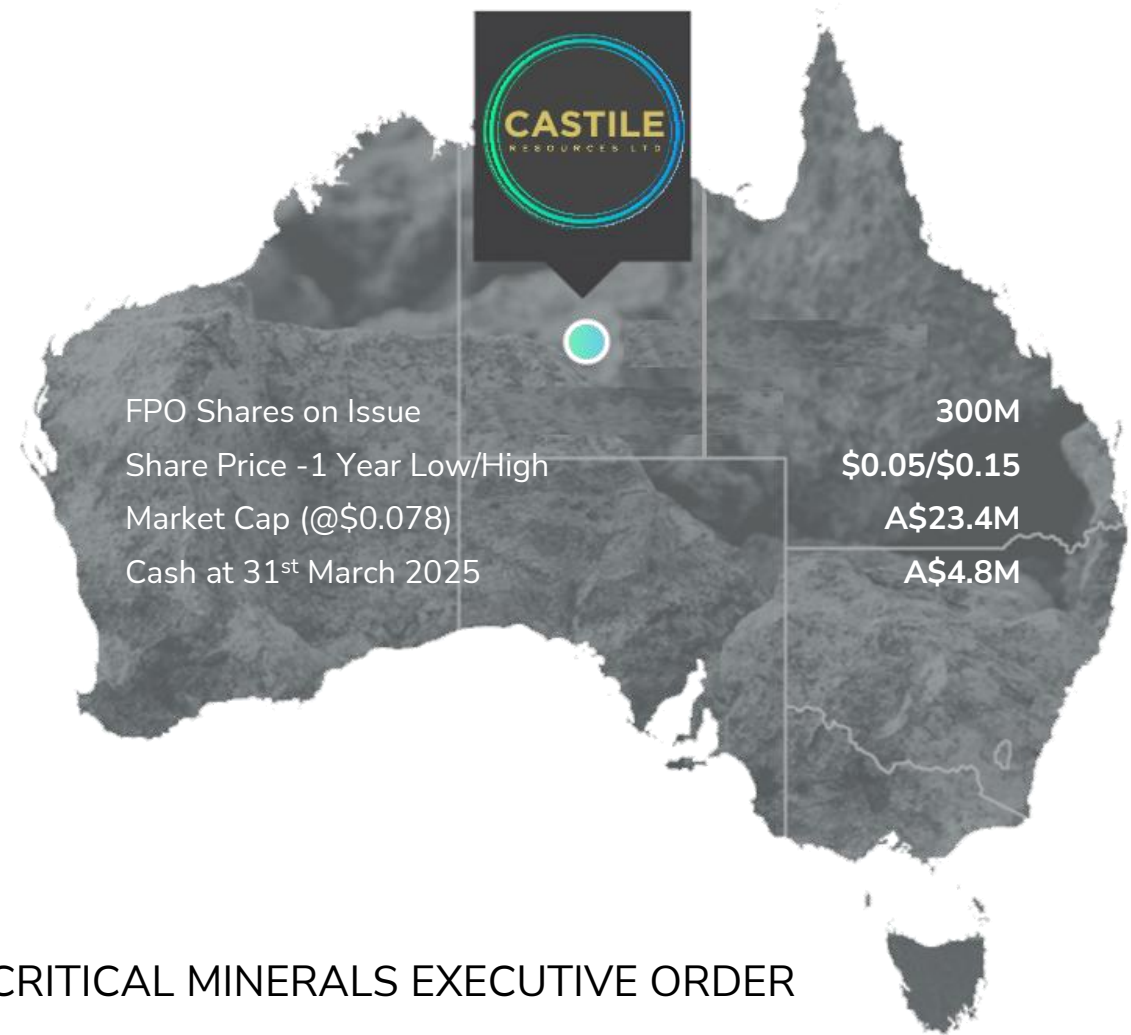 CASTILE
RESOURCES LTD
FPO Shares on Issue 300M
Share Price -1 Year Low/High $0.05/$0.15
Market Cap (@$0.078) A$23.4M
Cash at 31st March 2025 A$4.8M
CRITICAL MINERALS EXECUTIVE ORDER